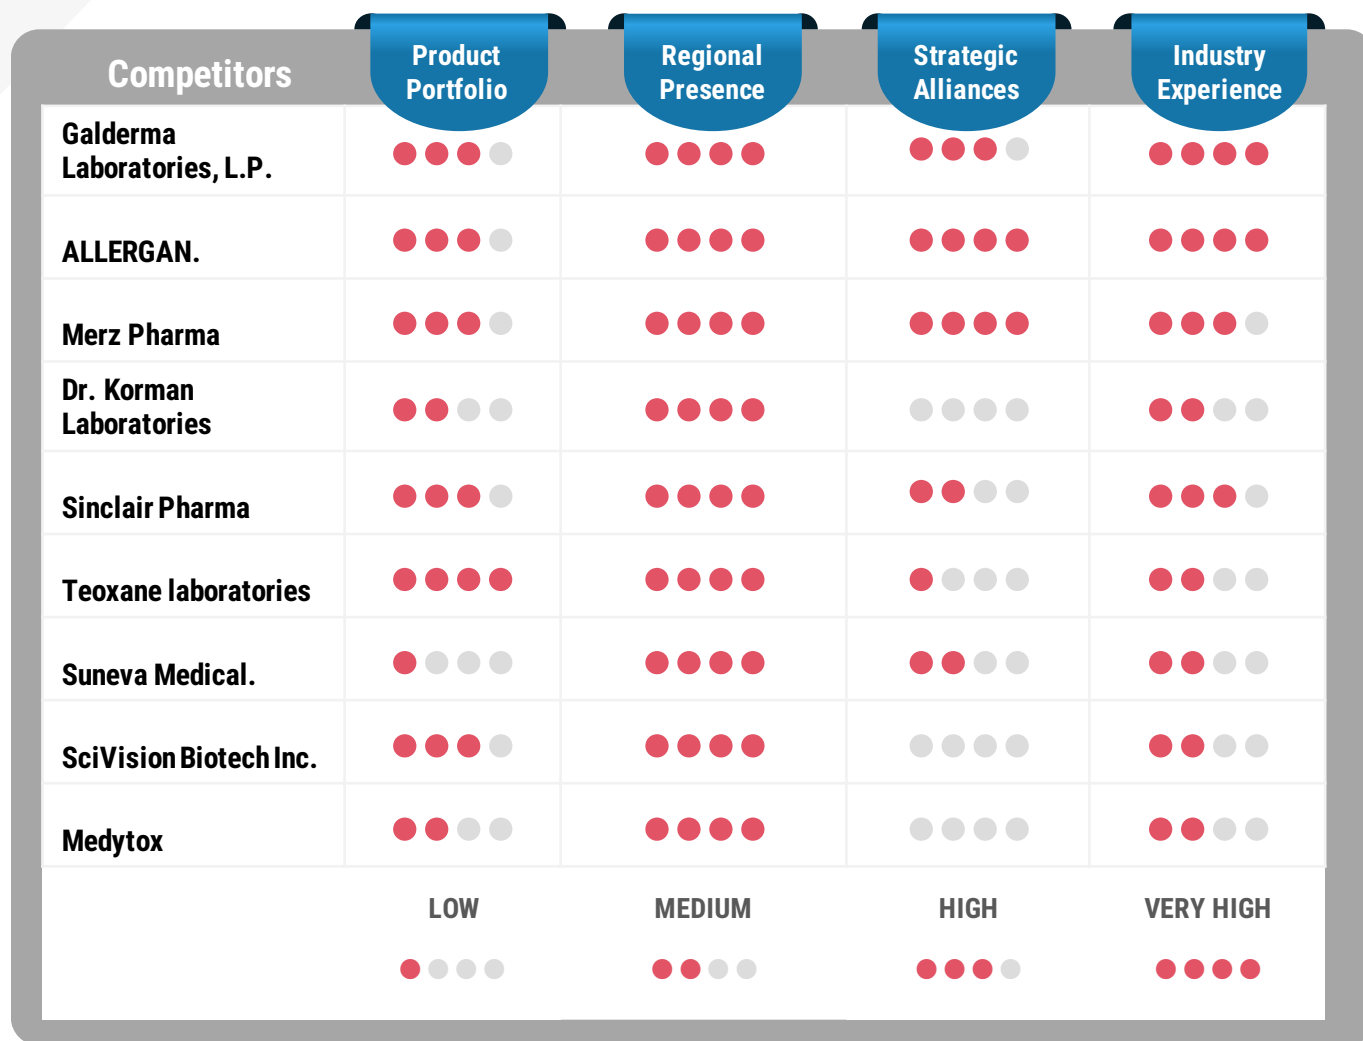 Competitors
Product
Portfolio
Regional
Presence
Strategic
Alliances
Industry
Experience
Galderma
Laboratories, L.P.
ALLERGAN.
Merz Pharma
Dr. Korman
Laboratories
Sinclair Pharma
Teoxane laboratories
Suneva Medical.
SciVision Biotech Inc.
Medytox
LOW
MEDIUM
HIGH
VERY HIGH